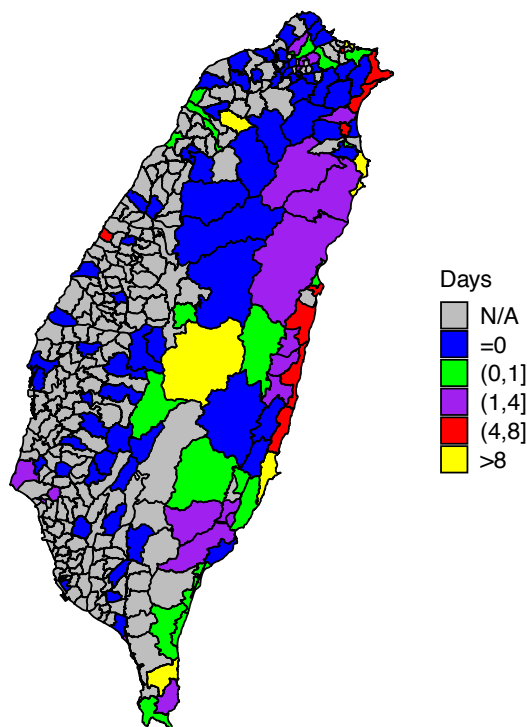 Days
N/A
=0
(0,1]
(1,4]
(4,8]
>8